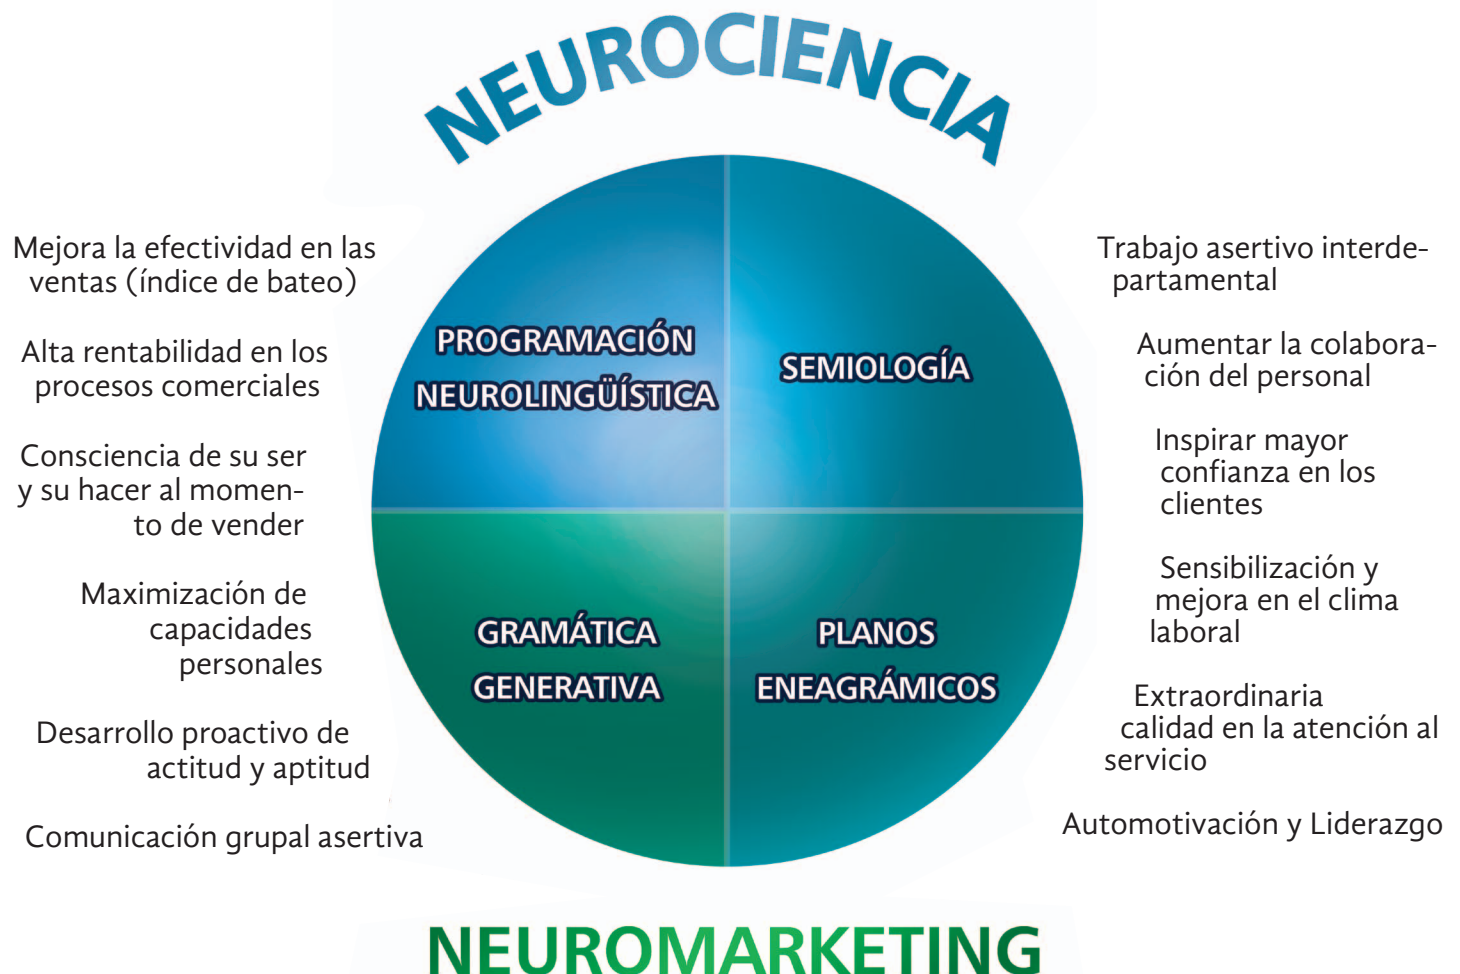 NEUROCIENCIA
Mejora la efectividad en las
ventas (índice de bateo)
Alta rentabilidad en los
procesos comerciales
Consciencia de su ser
y su hacer al momen-
to de vender
Maximización de
capacidades
personales
Desarrollo proactivo de
actitud y aptitud
Comunicación grupal asertiva
PROGRAMACIÓN
NEUROLINGÜÍSTICA
SEMIOLOGÍA
GRAMÁTICA
GENERATIVA
PLANOS
ENEAGRÁMICOS
Trabajo asertivo interde-
partamental
Aumentar la colabora-
ción del personal
Inspirar mayor
confianza en los
clientes
Sensibilización y
mejora en el clima
laboral
Extraordinaria
calidad en la atención al
servicio
Automotivación y Liderazgo
NEUROMARKETING